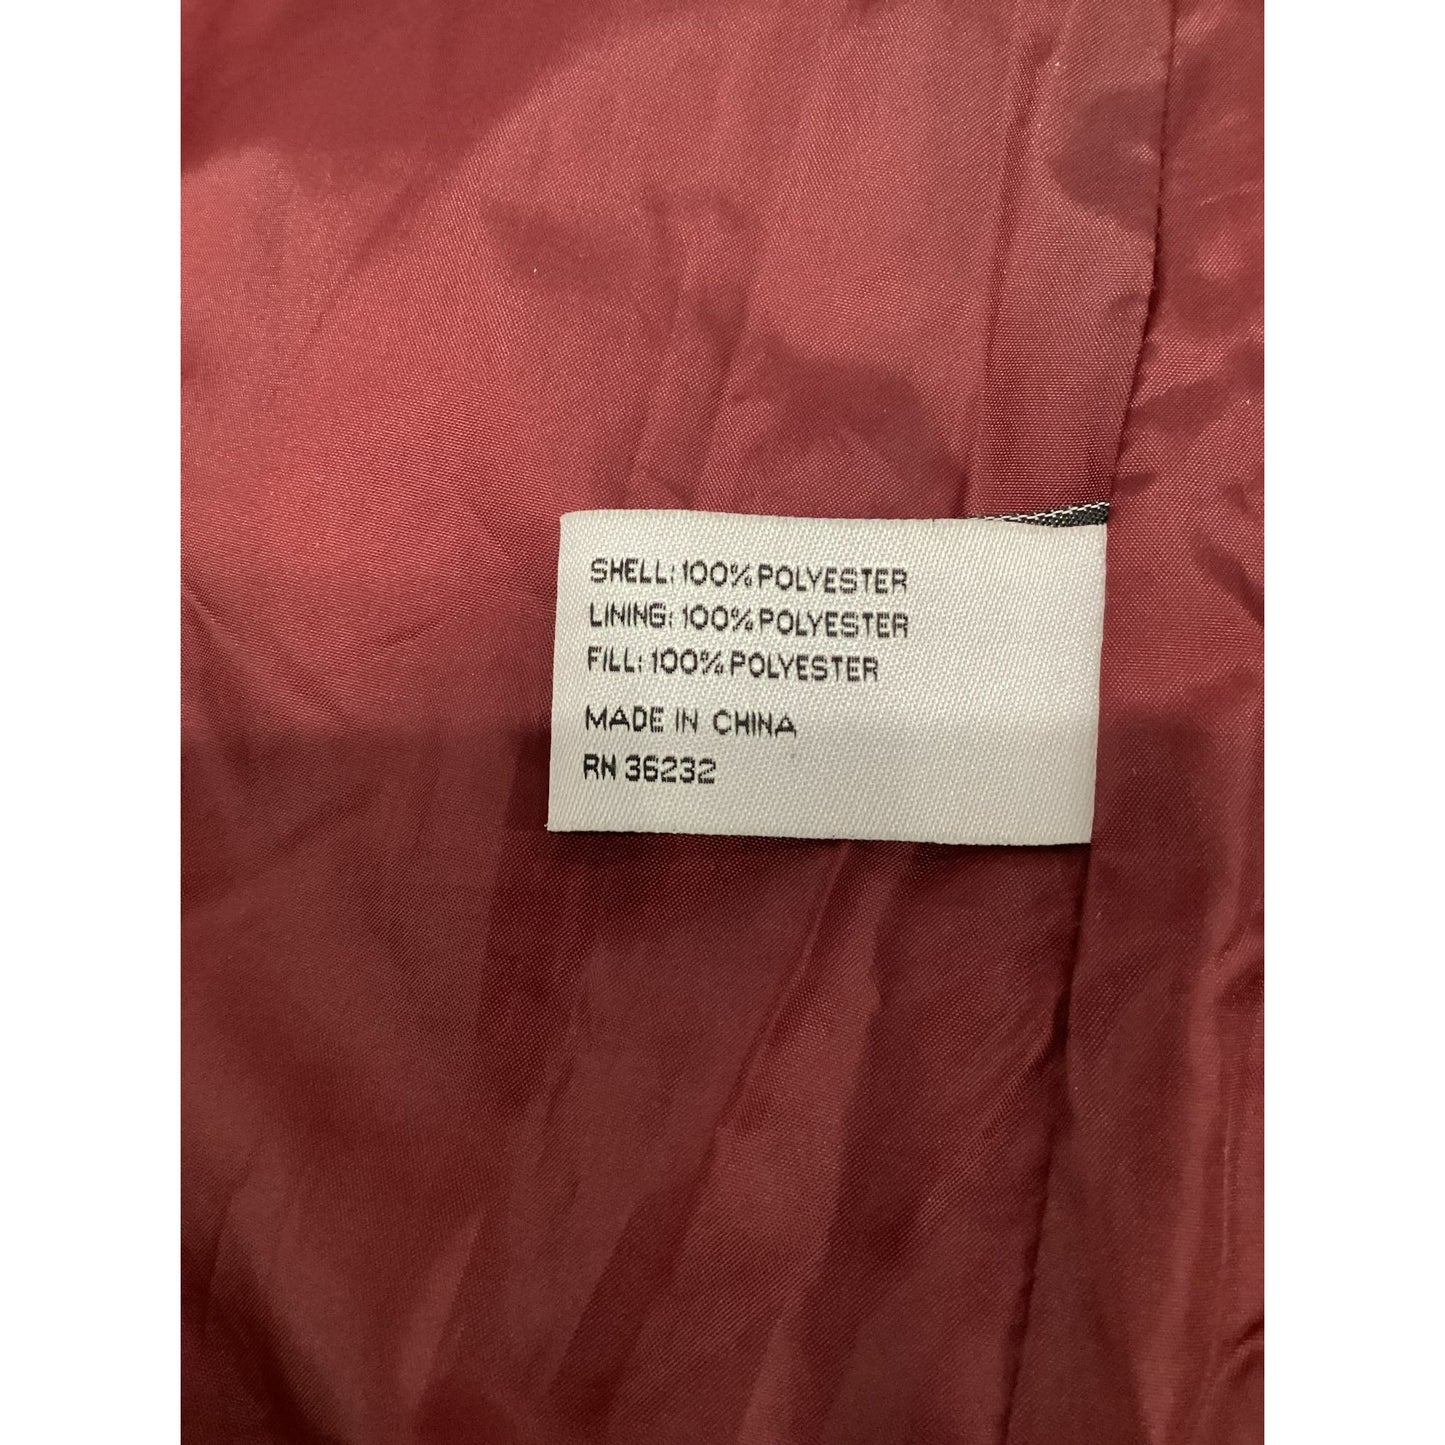 SHELL: 100% POLYESTER
LINING: 100% POLYESTER
FILL: 100% POLYESTER
MADE IN CHINA
RN 36232